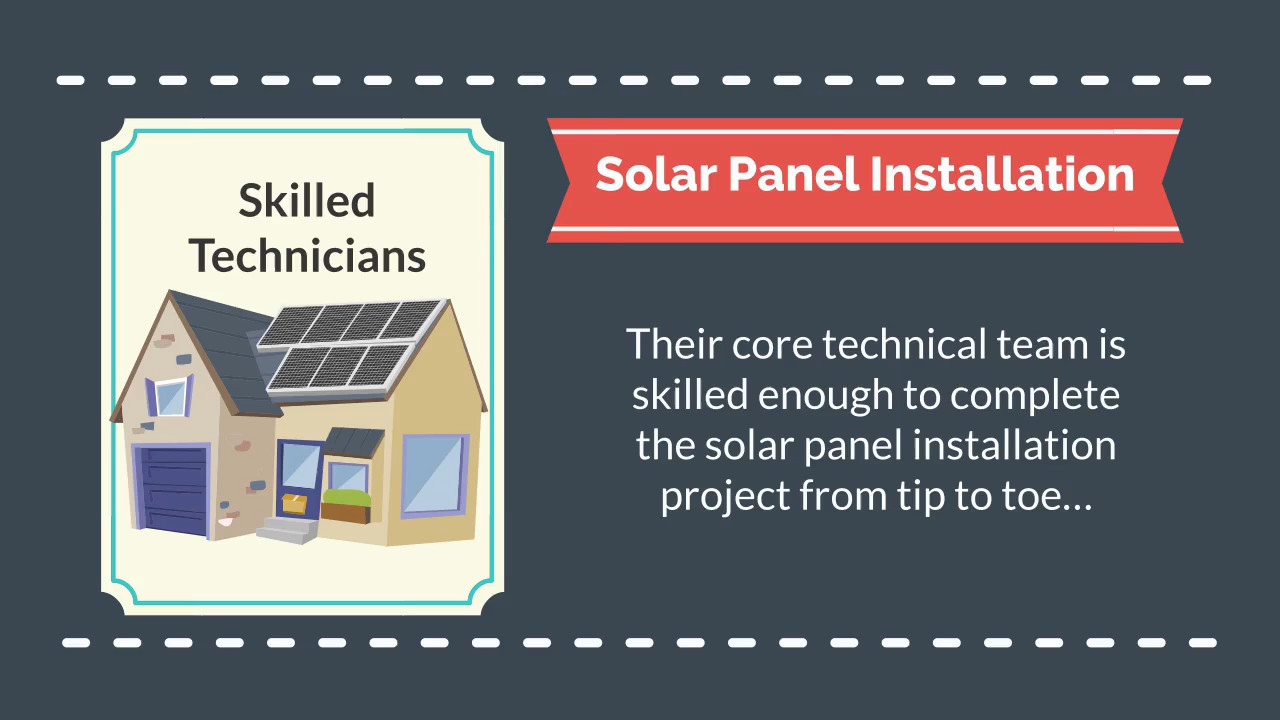 Skilled
Technicians
Solar Panel Installation
Their core technical team is
skilled enough to complete
the solar panel installation
project from tip to toe...